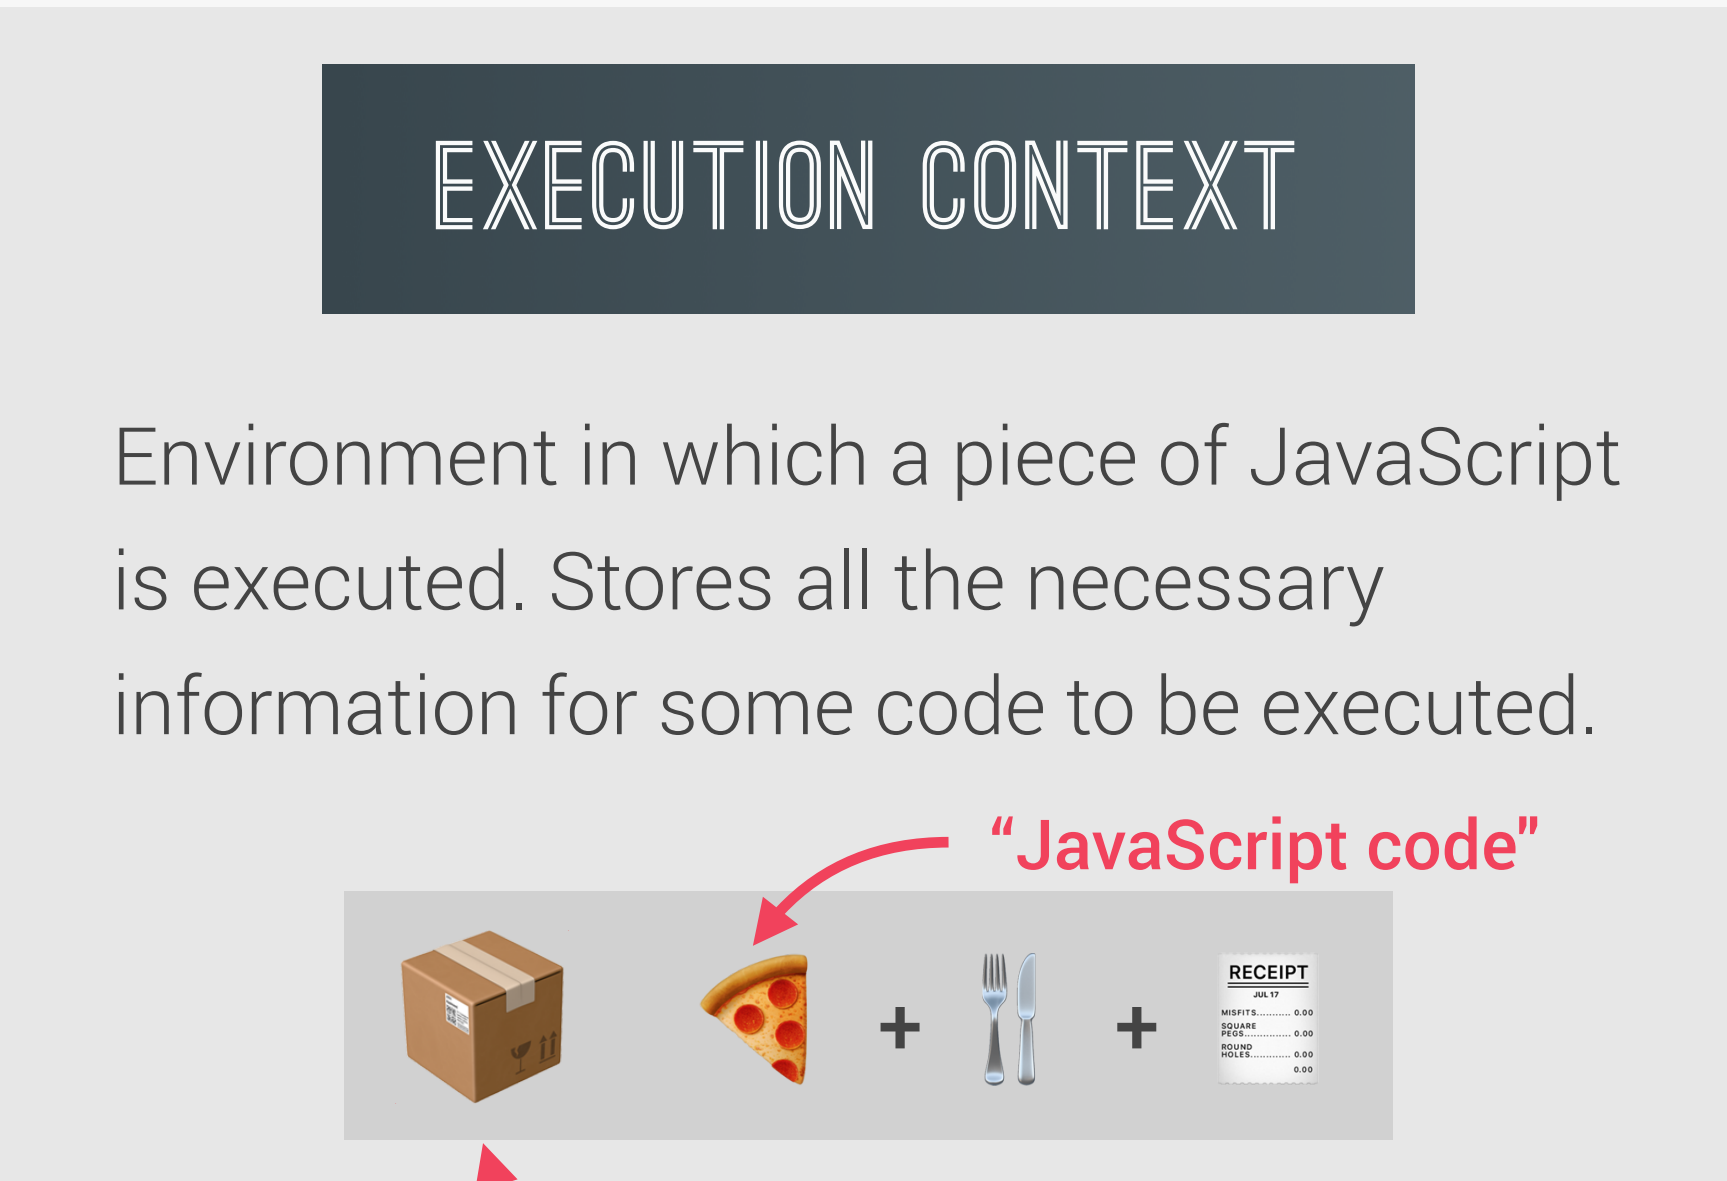 EXECUTION CONTEXT
Environment in which a piece of JavaScript
is executed. Stores all the necessary
information for some code to be executed.
“JavaScript code”
RECEIPT
JUL 17
MISFITS........... 0.00
SQUARE
PEGS.............. 0.00
ROUND
HOLES............. 0.00
0.00